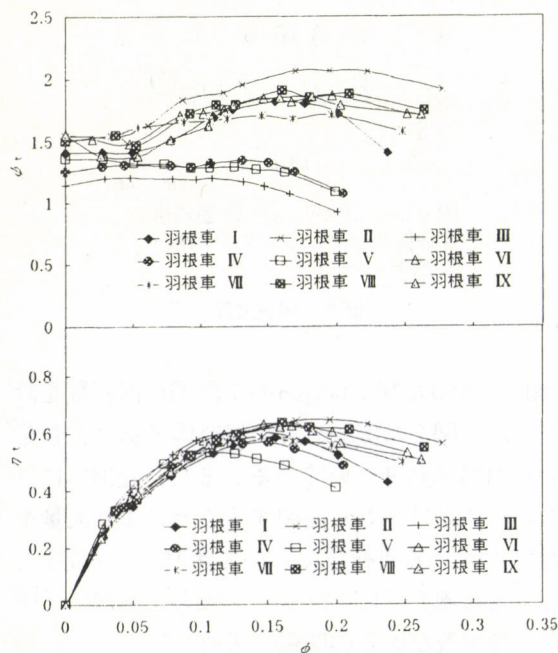 2.5
2
1.5
1
0.5
0
φ t
羽根車 Ⅰ 羽根車 Ⅱ 羽根車 Ⅲ
羽根車 Ⅳ 羽根車 Ⅴ 羽根車 Ⅵ
羽根車 Ⅶ 羽根車 Ⅷ 羽根車 Ⅸ
0.8
0.6
0.4
0.2
0
η t
羽根車 Ⅰ 羽根車 Ⅱ 羽根車 Ⅲ
羽根車 Ⅳ 羽根車 Ⅴ 羽根車 Ⅵ
羽根車 Ⅶ 羽根車 Ⅷ 羽根車 Ⅸ
0 0.05 0.1 0.15 0.2 0.25 0.3 0.35
φ